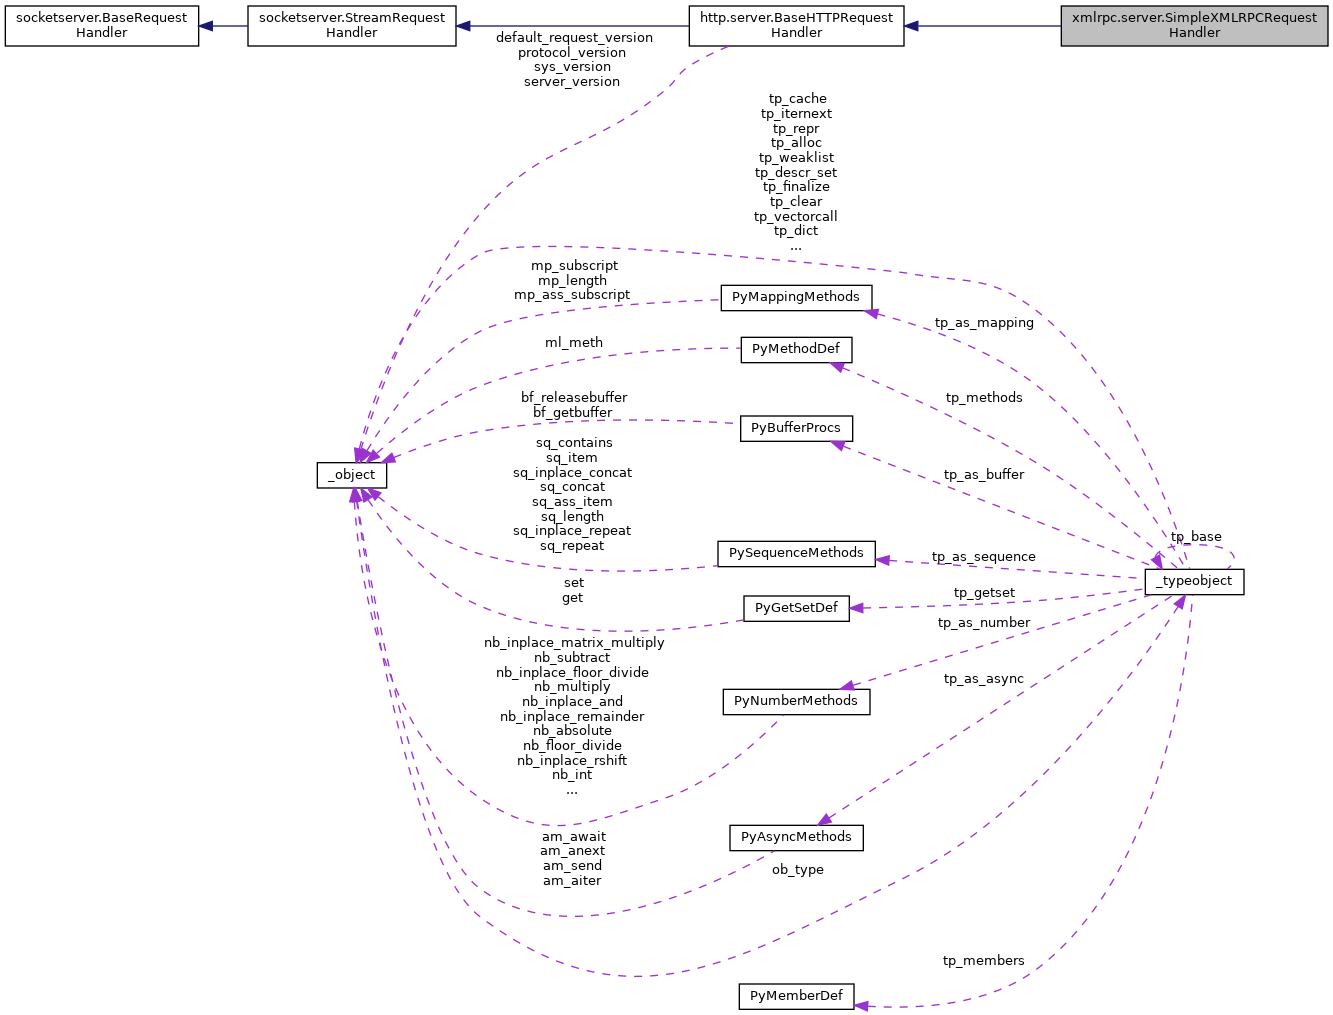 socketserver.BaseRequest
Handler
socketserver.StreamRequest
Handler
http.server.BaseHTTPRequest
Handler
xmlrpc.server.SimpleXMLRPCRequest
Handler
default_request_version
protocol_version
sys_version
server_version
tp_cache
tp_iternext
tp_repr
tp_alloc
tp_weaklist
tp_descr_set
tp_finalize
tp_clear
tp_vectorcall
tp_dict
...
mp_subscript
mp_length
mp_ass_subscript
PyMappingMethods
tp_as_mapping
ml_meth
PyMethodDef
tp_methods
bf_releasebuffer
bf_getbuffer
PyBufferProcs
tp_as_buffer
_object
sq_contains
sq_item
sq_inplace_concat
sq_concat
sq_ass_item
sq_length
sq_inplace_repeat
sq_repeat
PySequenceMethods
tp_as_sequence
tp_base
_typeobject
set
get
PyGetSetDef
tp_getset
tp_as_number
nb_inplace_matrix_multiply
nb_subtract
nb_inplace_floor_divide
nb_multiply
nb_inplace_and
nb_inplace_remainder
nb_absolute
nb_floor_divide
nb_inplace_rshift
nb_int
...
PyNumberMethods
tp_as_async
am_await
am_anext
am_send
am_aiter
PyAsyncMethods
ob_type
tp_members
PyMemberDef